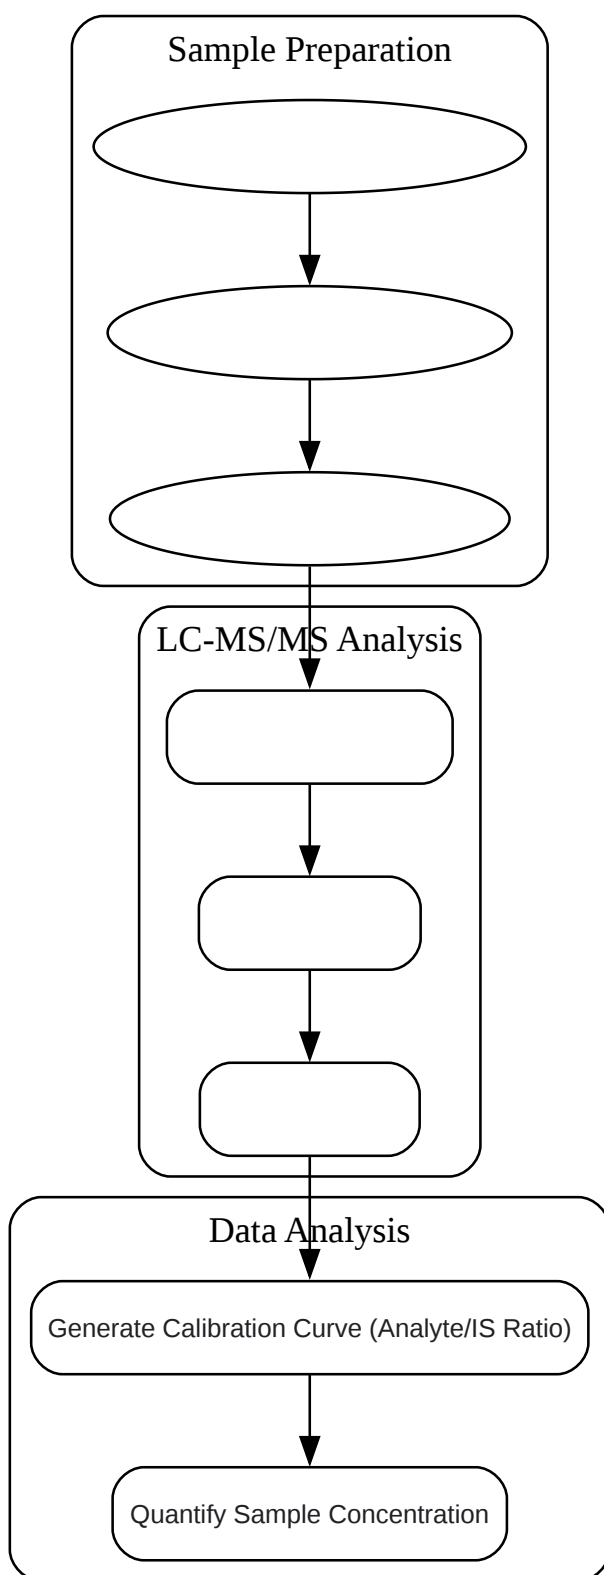 Sample Preparation
LC-MS/MS Analysis
Data Analysis
Generate Calibration Curve (Analyte/IS Ratio)
Quantify Sample Concentration